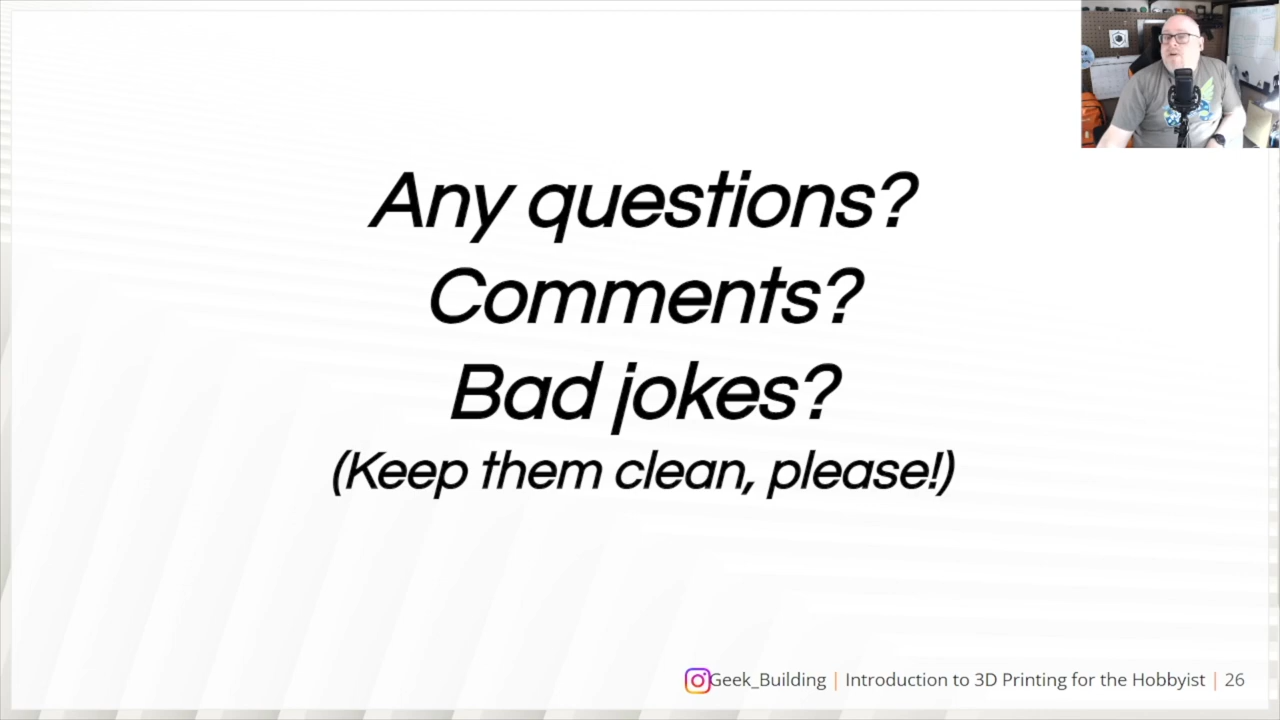 Any questions?
Comments?
Bad jokes?
(Keep them clean, please!)
Geek_Building | Introduction to 3D Printing for the Hobbyist | 26